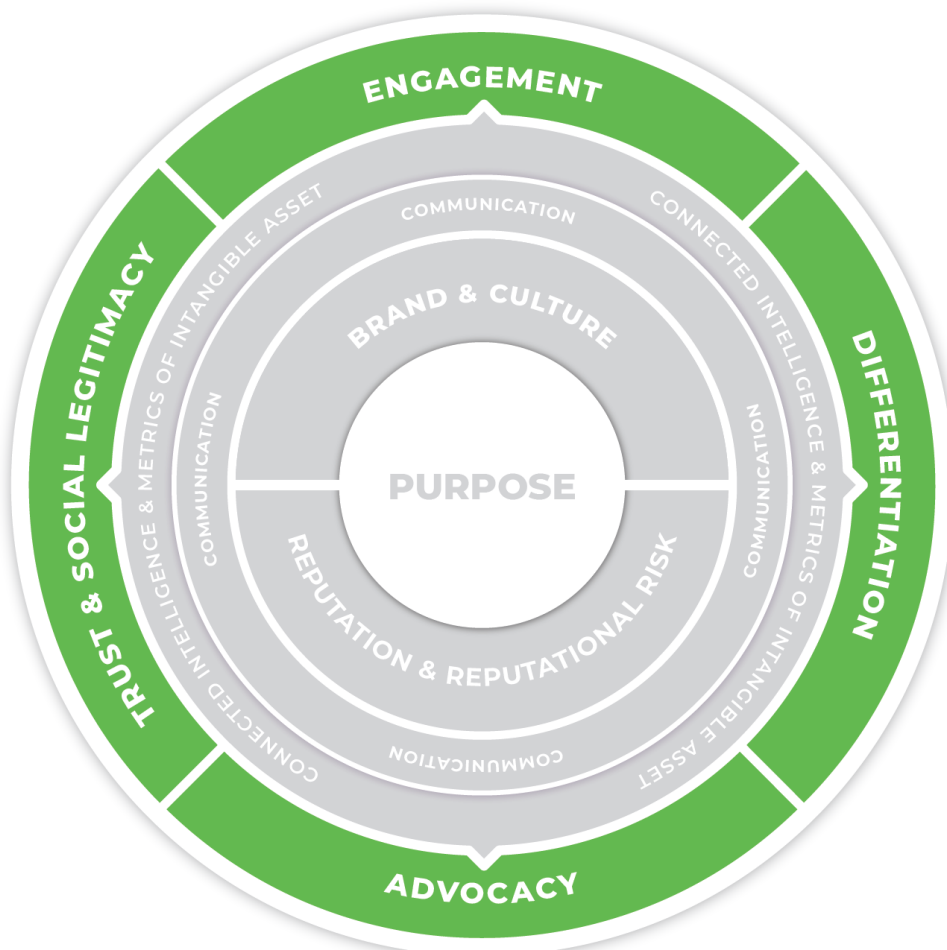 ENGAGEMENT
CONNECTED INTELLIGENCE & METRICS OF INTANGIBLE ASSET
CONNECTED INTELLIGENCE & METRICS OF INTANGIBLE ASSET
COMMUNICATION
BRAND & CULTURE
TRUST & SOCIAL LEGITIMACY
COMMUNICATION
PURPOSE
COMMUNICATION
DIFFERENTIATION
REPUTATION & REPUTATIONAL RISK
COMMUNICATION
ADVOCACY